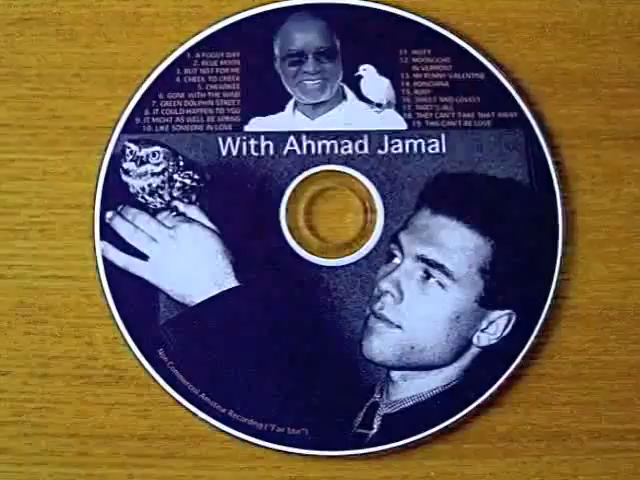 1. A FOGGY DAY
2. BLUE MOON
3. BUT NOT FOR ME
4. CHEEK TO CHEEK
5. CHEROKEE
6. GONE WITH THE WIND
7. GREEN DOLPHIN STREET
8. IT COULD HAPPEN TO YOU
9. IT MIGHT AS WELL BE SPRING
10. LIKE SOMEONE IN LOVE
11. MISTY
12. MOONLIGHT
IN VERMONT
13. MY FUNNY VALENTINE
14. POINCIANA
15. RUBY
16. SWEET AND LOVELY
17. THAT'S ALL
18. THEY CAN'T TAKE THAT AWAY
19. THIS CAN'T BE LOVE
With Ahmad Jamal
Non Commercial Amateur Recording ("Fair Use")